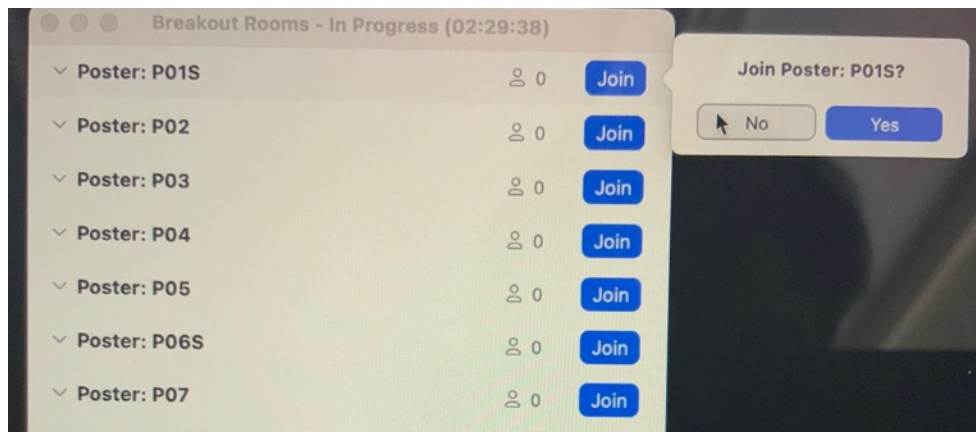 Breakout Rooms - In Progress (02:29:38)
Poster: P01S 0 Join
Join Poster: P01S?
No Yes
Poster: P02 0 Join
Poster: P03 0 Join
Poster: P04 0 Join
Poster: P05 0 Join
Poster: P06S 0 Join
Poster: P07 0 Join